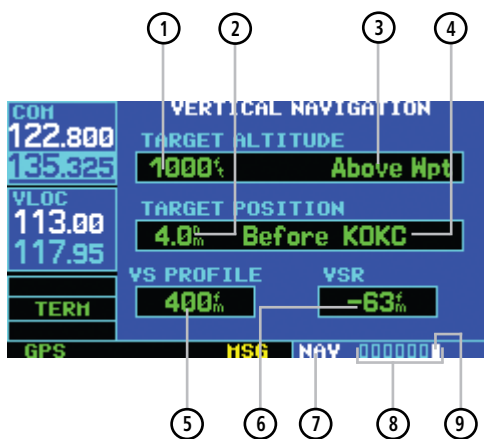 1 2 3 4
COM
122.800
135.325
VLOC
113.00
117.95
TERM
GPS
VERTICAL NAVIGATION
TARGET ALTITUDE
1000ft Above Wpt
TARGET POSITION
4.0nm Before KOKC
VS PROFILE VSR
400fm -63fm
MSG NAV
5 6 7 8 9